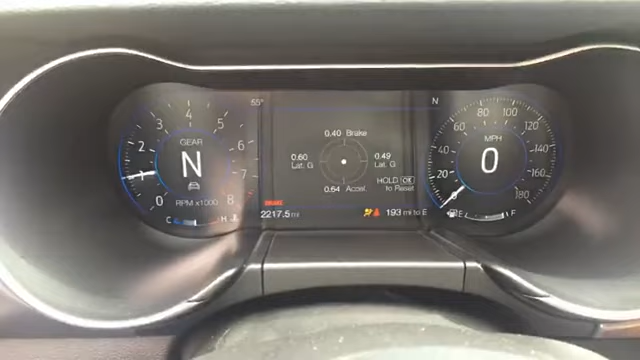 55°
N
0 1 2 3 4 5 6 7 8
GEAR
N
RPM x1000
C H
0.40 Brake
0.60
Lat. G
0.49
Lat. G
HOLD OK
to Reset
0.64 Accel.
BRAKE
2217.5 mi
193 mi to E
0 20 40 60 80 100 120 140 160 180
MPH
0
E F